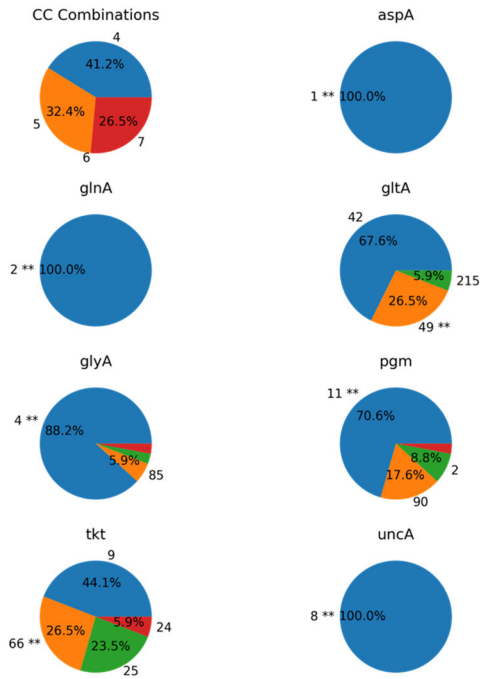 CC Combinations
4
41.2%
32.4%
26.5%
5
6
7
aspA
1 ** 100.0%
glnA
2 ** 100.0%
gltA
42
67.6%
5.9%
215
26.5%
49 **
glyA
4 **
88.2%
5.9%
85
pgm
11 **
70.6%
8.8%
2
17.6%
90
tkt
9
44.1%
5.9%
24
26.5%
66 **
23.5%
25
uncA
8 ** 100.0%